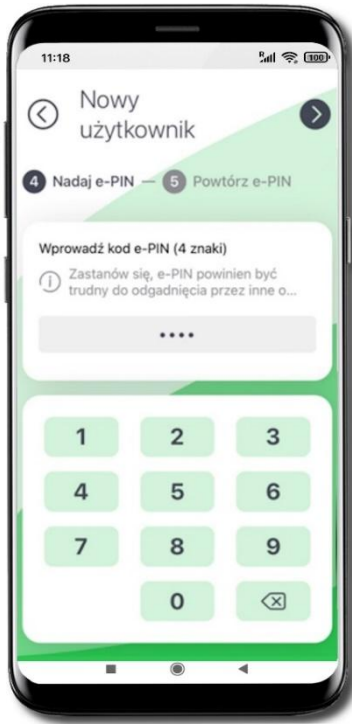 11:18
R 100
Nowy
użytkownik
4 Nadaj e-PIN — 5 Powtórz e-PIN
Wprowadź kod e-PIN (4 znaki)
Zastanów się, e-PIN powinien być
trudny do odgadnięcia przez inne o...
••••
1 2 3
4 5 6
7 8 9
0